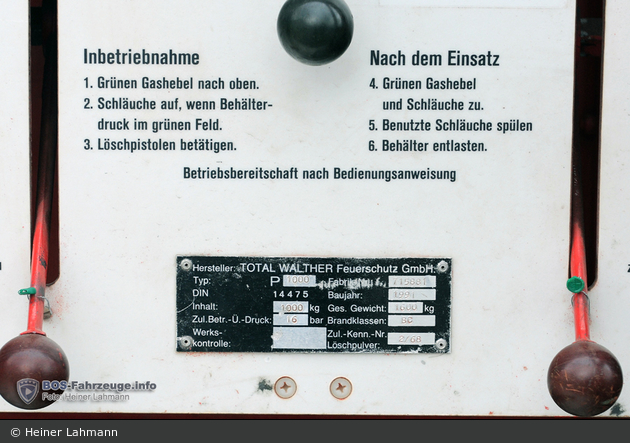 Inbetriebnahme
1. Grünen Gashebel nach oben.
2. Schläuche auf, wenn Behälter-
druck im grünen Feld.
3. Löschpistolen betätigen.
Nach dem Einsatz
4. Grünen Gashebel
und Schläuche zu.
5. Benutzte Schläuche spülen
6. Behälter entlasten.
Betriebsbereitschaft nach Bedienungsanweisung
Hersteller: TOTAL WALTHER Feuerschutz GmbH.
Typ: P 1000
DIN 14475
Baujahr: 1991
Inhalt: 1000 kg Ges. Gewicht: kg
Zul.Betr.-Ü.-Druck: 16 bar Brandklassen: BC
Werks-
kontrolle:
Zul.-Kenn.-Nr.:
Löschpulver: 2/68
BOS-Fahrzeuge.info
Foto: Heiner Lahmann
© Heiner Lahmann